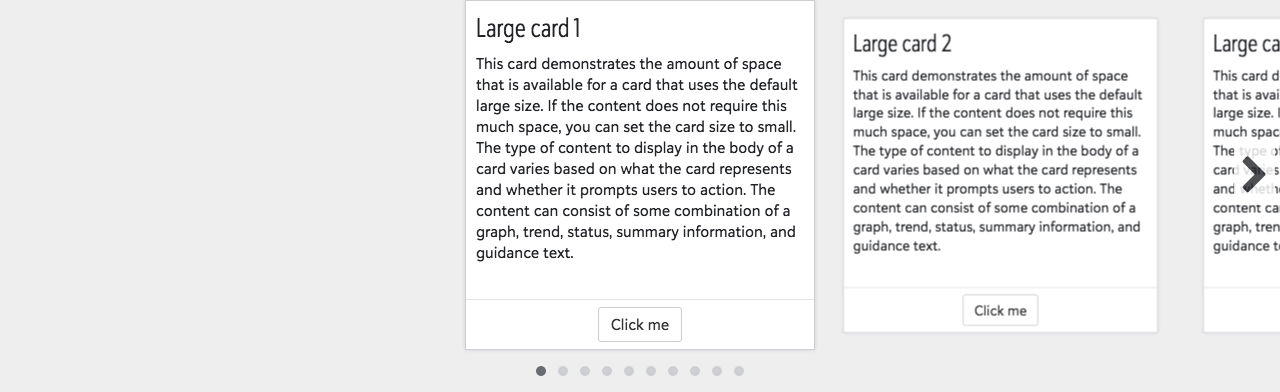 Large card 1
This card demonstrates the amount of space
that is available for a card that uses the default
large size. If the content does not require this
much space, you can set the card size to small.
The type of content to display in the body of a
card varies based on what the card represents
and whether it prompts users to action. The
content can consist of some combination of a
graph, trend, status, summary information, and
guidance text.
Click me
Large card 2
This card demonstrates the amount of space
that is available for a card that uses the default
large size. If the content does not require this
much space, you can set the card size to small.
The type of content to display in the body of a
card varies based on what the card represents
and whether it prompts users to action. The
content can consist of some combination of a
graph, trend, status, summary information, and
guidance text.
Click me
Large
This card
that is
large size.
much
The type
card
and
content
graph, tren
guidance t